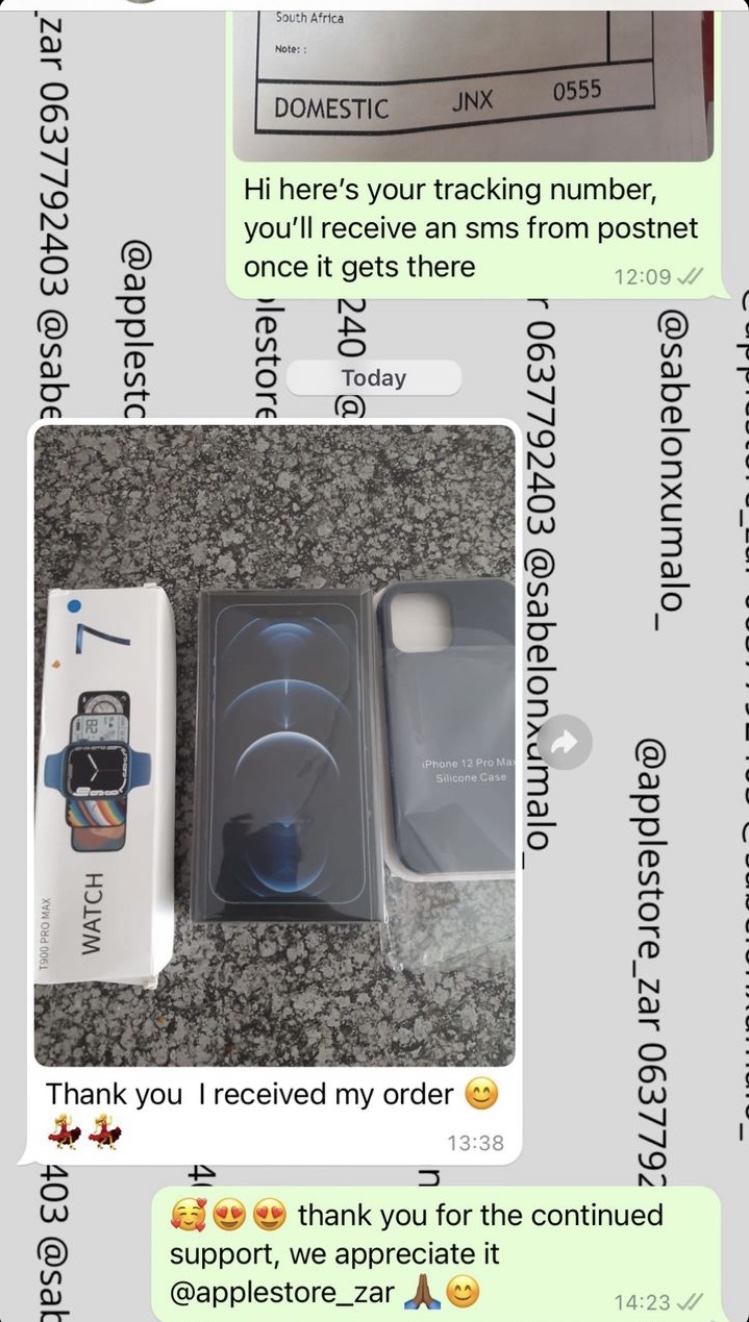 South Africa
Note: :
DOMESTIC JNX 0555
Hi here's your tracking number,
you'll receive an sms from postnet
once it gets there
12:09
Today
7
WATCH
T900 PRO MAX
iPhone 12 Pro Max
Silicone Case
Thank you I received my order 😊
💃💃
13:38
🥰😍😍 thank you for the continued
support, we appreciate it
@applestore_zar 🙏🏾😊
14:23
_zar 0637792403 @sabe
@applesto
lestore
240 @
r 0637792403 @sabelonxumalo_
@sabelonxumalo_
@applestore_zar 0637792
403 @sab